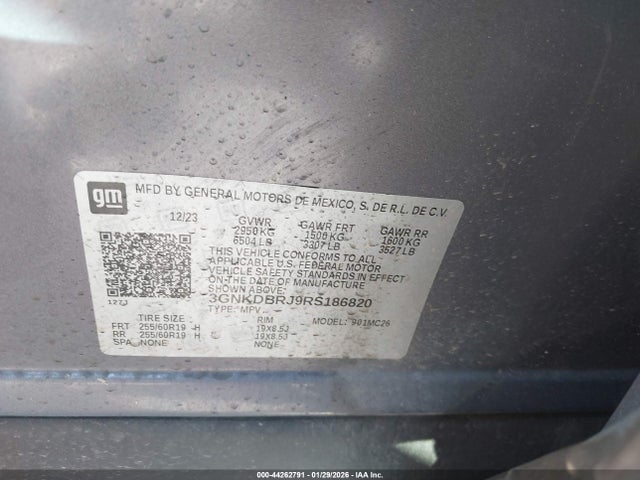 gm
MFD BY GENERAL MOTORS DE MEXICO, S. DE R.L. DE C.V.
12/23 GVWR GAWR FRT GAWR RR
2950 KG 1500 KG 1600 KG
6504 LB 3307 LB 3527 LB
THIS VEHICLE CONFORMS TO ALL
APPLICABLE U.S. FEDERAL MOTOR
VEHICLE SAFETY STANDARDS IN EFFECT
ON THE DATE OF MANUFACTURE
SHOWN ABOVE.
3GNKDBRJ9RS186820
TYPE: MPV MODEL: 901MC26
127J
TIRE SIZE RIM
FRT 255/60R19 H 19X8.5J
RR 255/60R19 H 19X8.5J
SPA NONE NONE
000-44262791 | 01/29/2026 | IAA Inc.